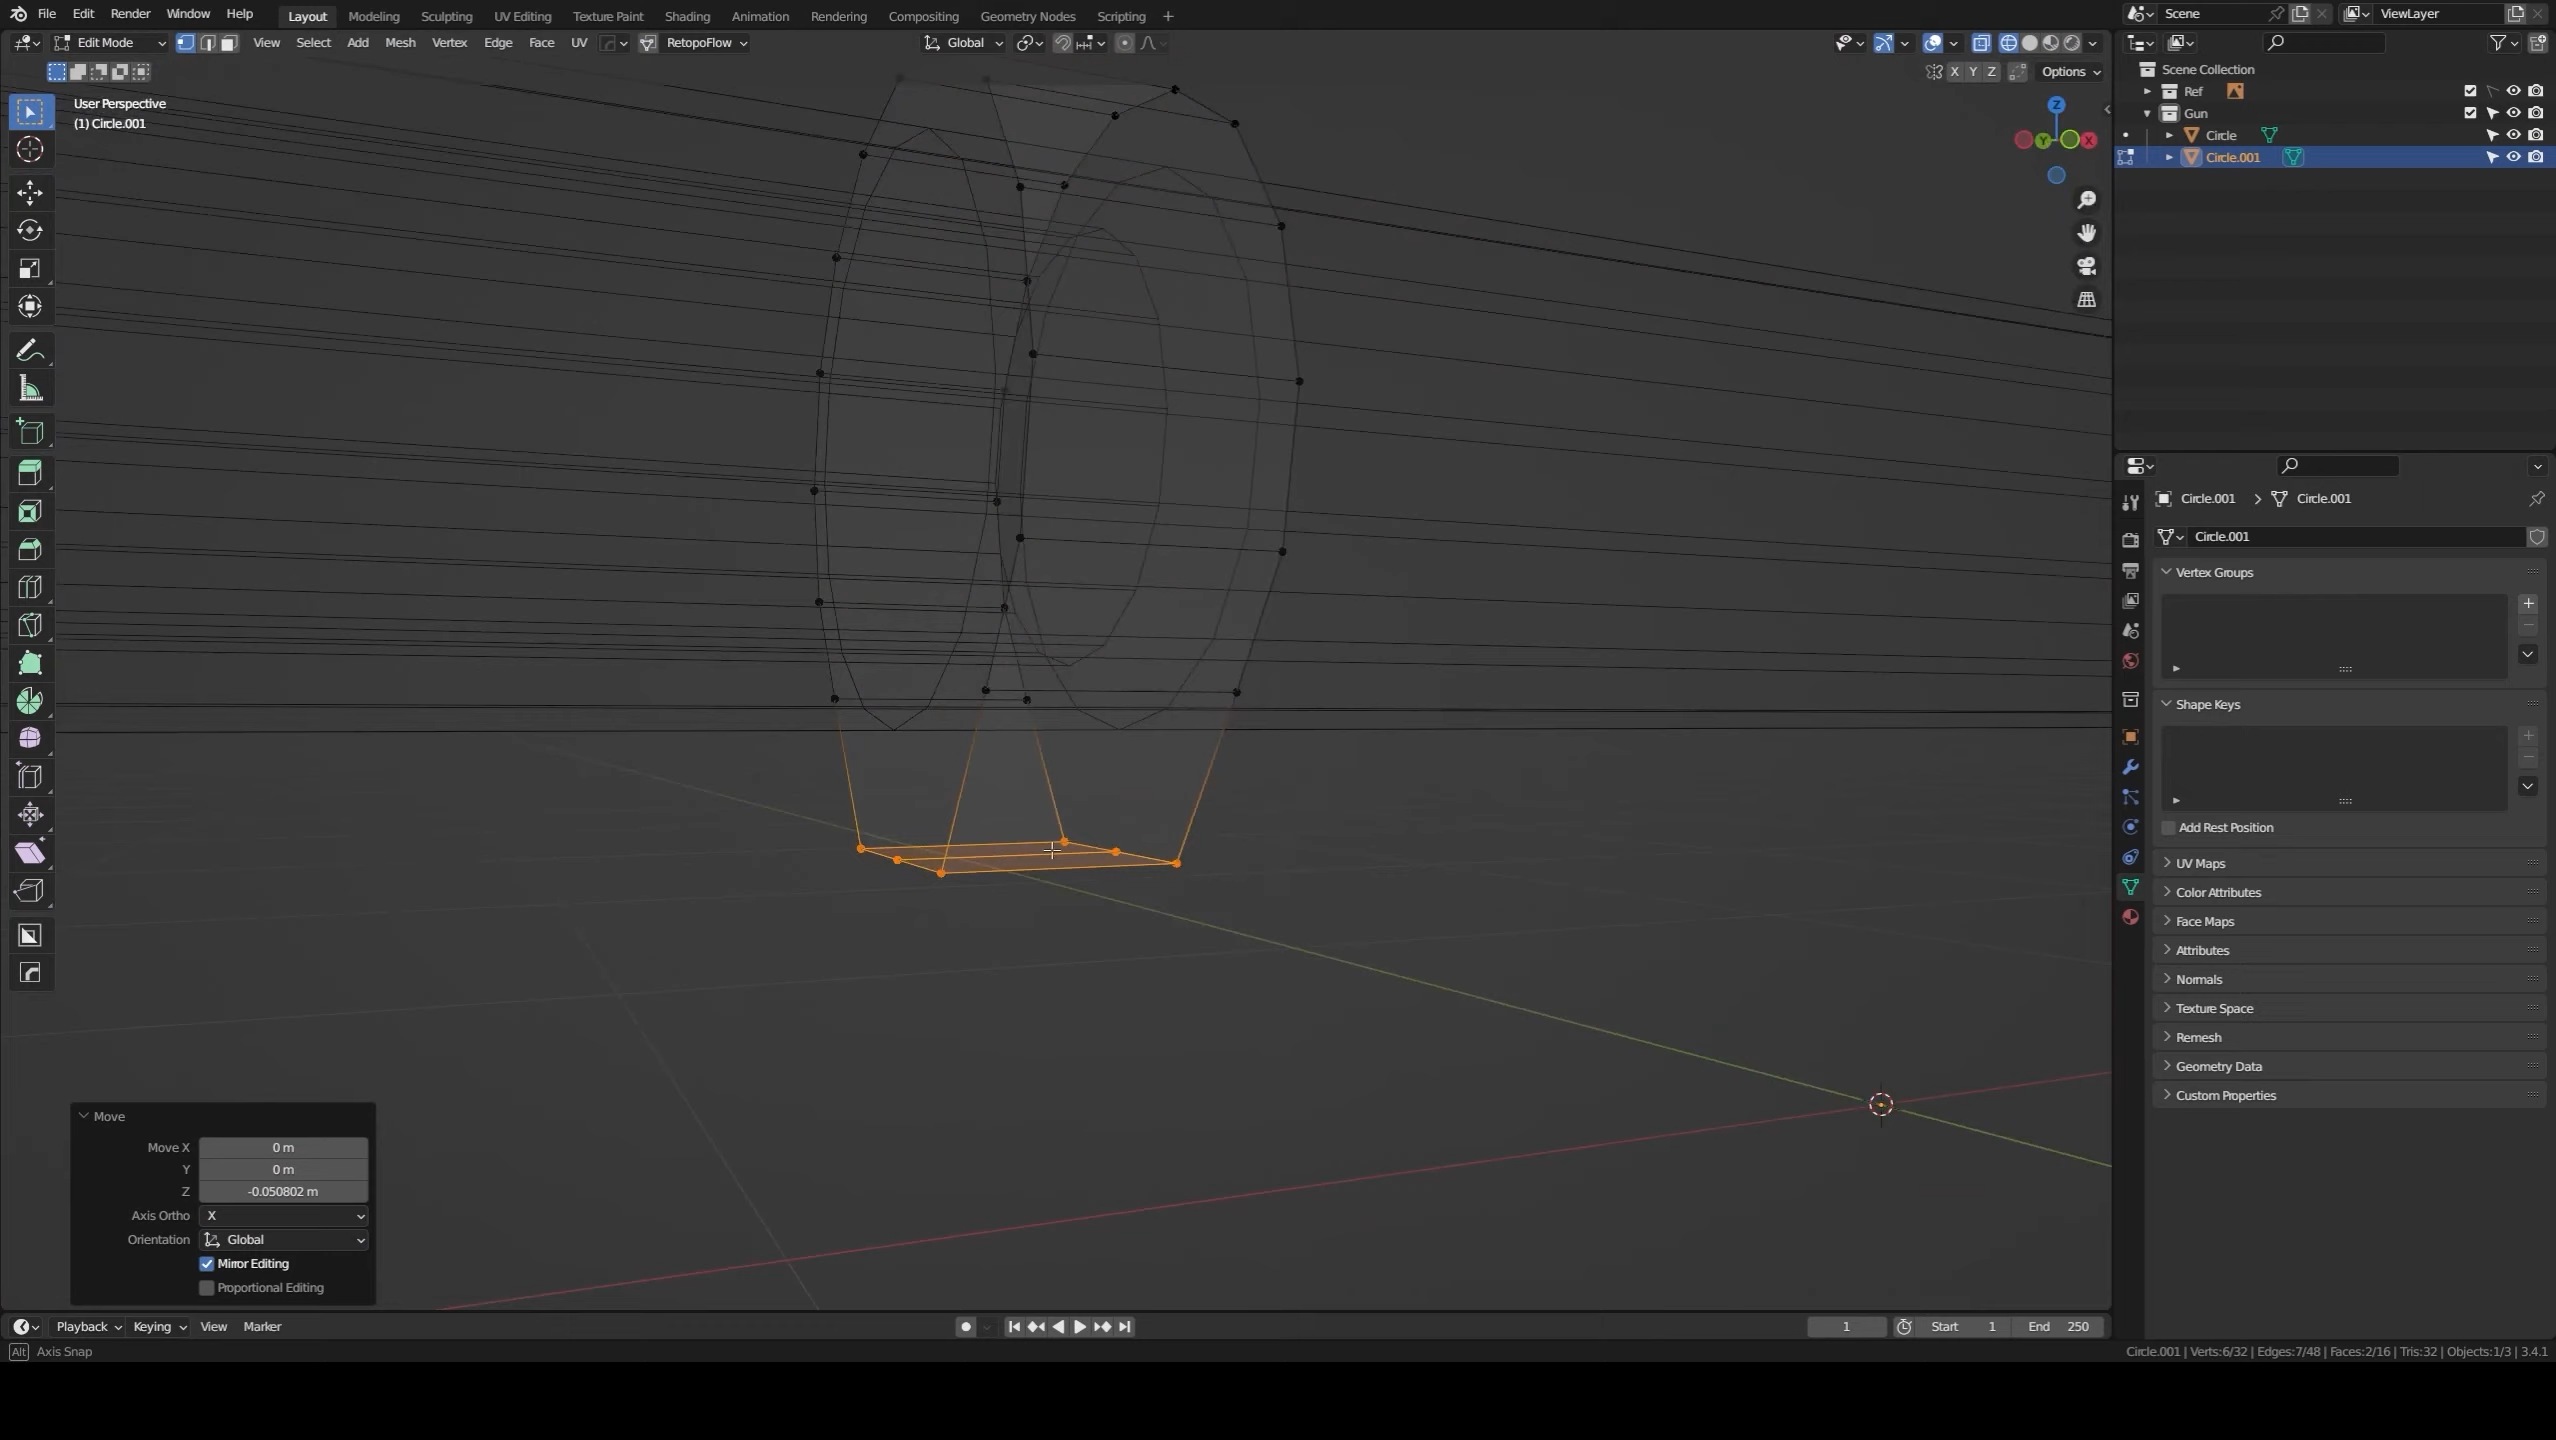 File Edit Render Window Help Layout Modeling Sculpting UV Editing Texture Paint Shading Animation Rendering Compositing Geometry Nodes Scripting + Scene ViewLayer
Edit Mode View Select Add Mesh Vertex Edge Face UV RetopoFlow Global
X Y Z Options
User Perspective
(1) Circle.001
Z
Y
X
Scene Collection
Ref
Gun
Circle
Circle.001
Circle.001 > Circle.001
Circle.001
Vertex Groups
Shape Keys
Add Rest Position
UV Maps
Color Attributes
Face Maps
Attributes
Normals
Texture Space
Remesh
Geometry Data
Custom Properties
Move
Move X 0 m
Y 0 m
Z -0.050802 m
Axis Ortho X
Orientation Global
Mirror Editing
Proportional Editing
Playback Keying View Marker 1 Start 1 End 250
Alt Axis Snap Circle.001 | Verts:6/32 | Edges:7/48 | Faces:2/16 | Tris:32 | Objects:1/3 | 3.4.1